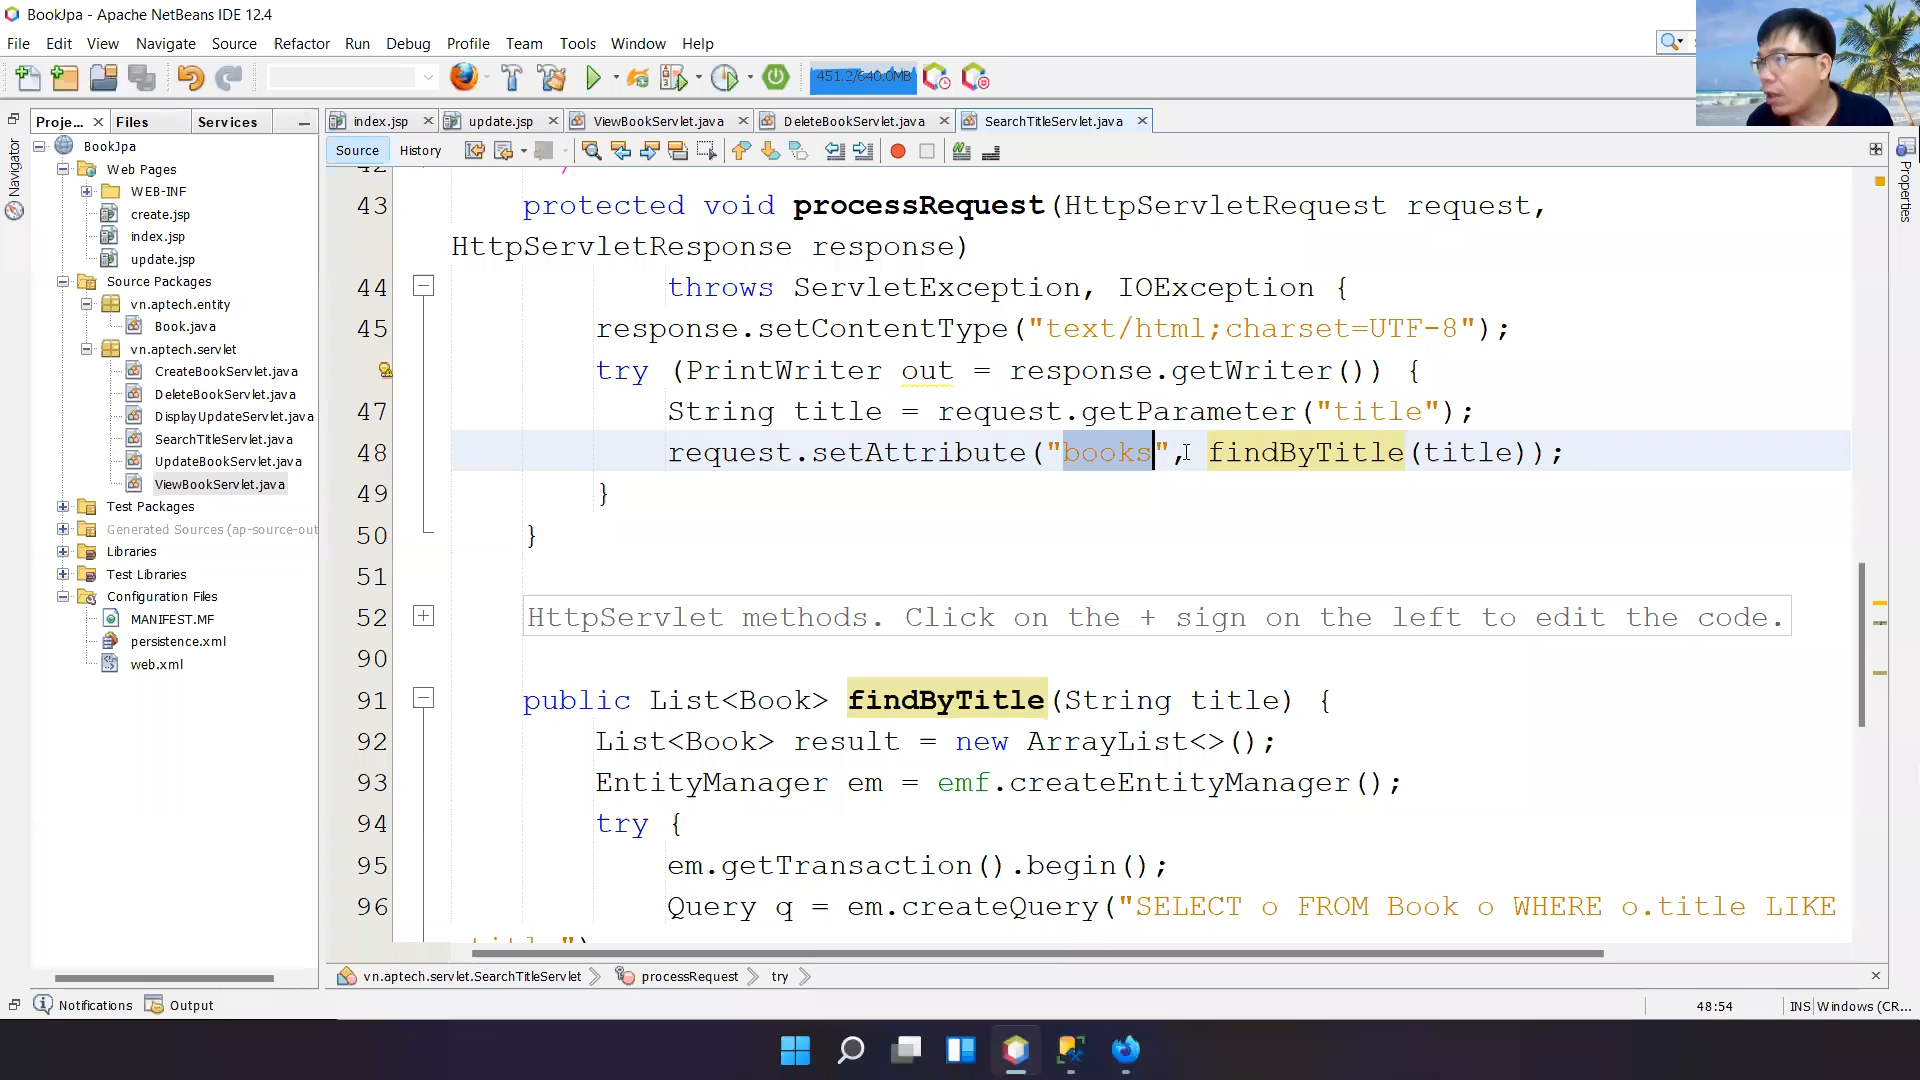 BookJpa - Apache NetBeans IDE 12.4
File Edit View Navigate Source Refactor Run Debug Profile Team Tools Window Help
451.2/640.0MB
Proje... Files Services
index.jsp update.jsp ViewBookServlet.java DeleteBookServlet.java SearchTitleServlet.java
Source History
Navigator
Properties
BookJpa
Web Pages
WEB-INF
create.jsp
index.jsp
update.jsp
Source Packages
vn.aptech.entity
Book.java
vn.aptech.servlet
CreateBookServlet.java
DeleteBookServlet.java
DisplayUpdateServlet.java
SearchTitleServlet.java
UpdateBookServlet.java
ViewBookServlet.java
Test Packages
Generated Sources (ap-source-out
Libraries
Test Libraries
Configuration Files
MANIFEST.MF
persistence.xml
web.xml
43 protected void processRequest(HttpServletRequest request,
HttpServletResponse response)
44 throws ServletException, IOException {
45 response.setContentType("text/html;charset=UTF-8");
try (PrintWriter out = response.getWriter()) {
47 String title = request.getParameter("title");
48 request.setAttribute("books", findByTitle(title));
49 }
50 }
51
52 HttpServlet methods. Click on the + sign on the left to edit the code.
90
91 public List<Book> findByTitle(String title) {
92 List<Book> result = new ArrayList<>();
93 EntityManager em = emf.createEntityManager();
94 try {
95 em.getTransaction().begin();
96 Query q = em.createQuery("SELECT o FROM Book o WHERE o.title LIKE
vn.aptech.servlet.SearchTitleServlet processRequest try
Notifications Output
48:54 INS Windows (CR...